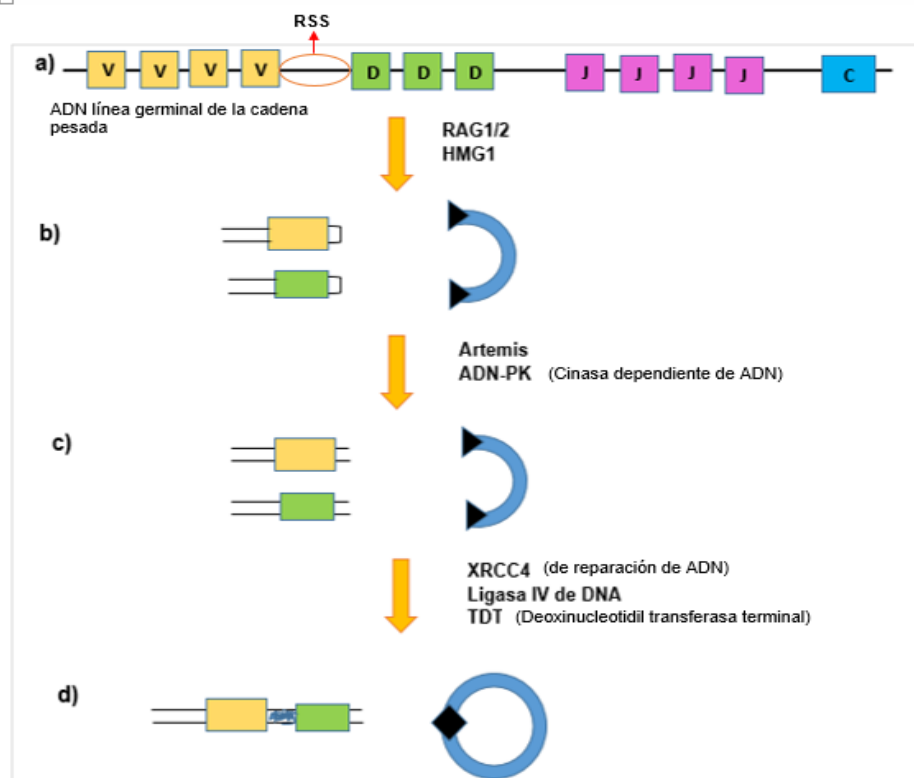 RSS
a) V V V V D D D J J J J C
ADN línea germinal de la cadena
pesada
RAG1/2
HMG1
b)
Artemis
ADN-PK (Cinasa dependiente de ADN)
c)
XRCC4 (de reparación de ADN)
Ligasa IV de DNA
TDT (Deoxinucleotidil transferasa terminal)
d)